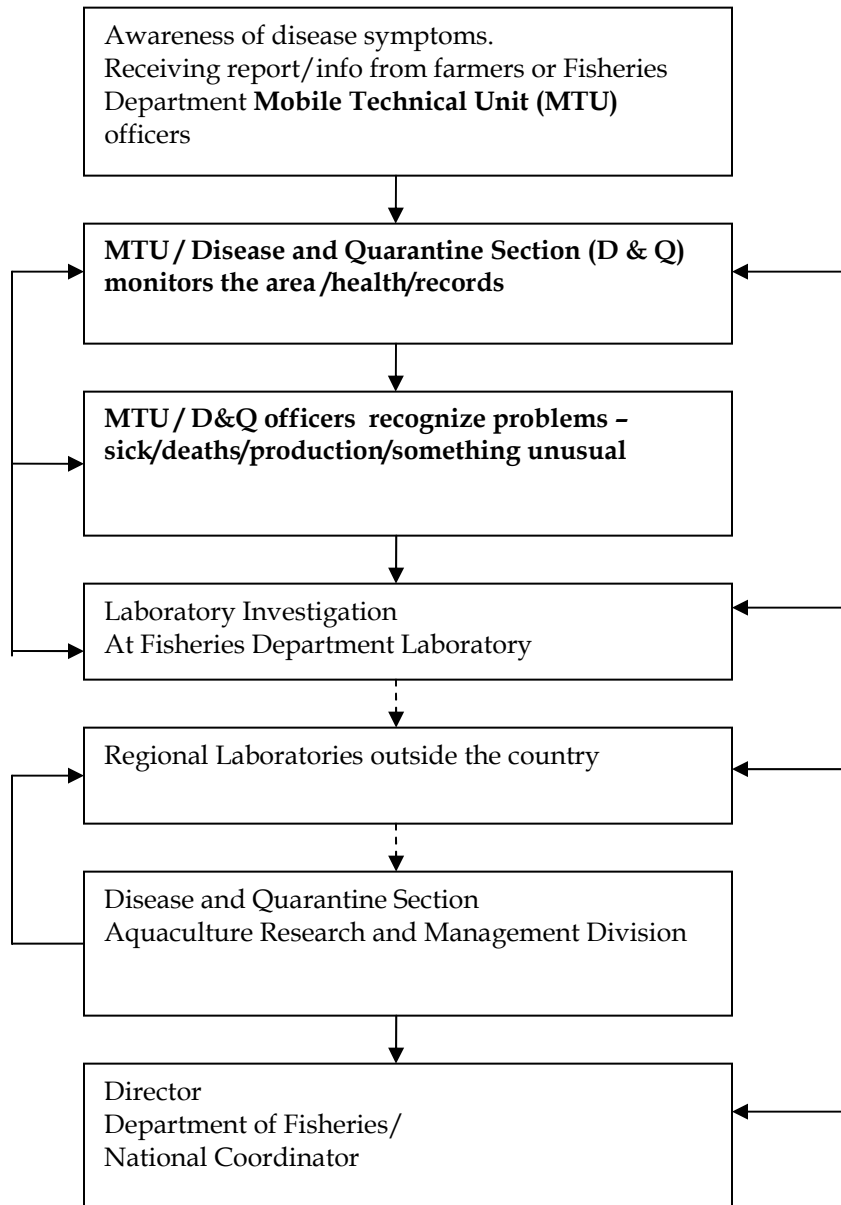 Awareness of disease symptoms.
Receiving report/info from farmers or Fisheries
Department Mobile Technical Unit (MTU)
officers
MTU / Disease and Quarantine Section (D & Q)
monitors the area /health/records
MTU / D&Q officers recognize problems –
sick/deaths/production/something unusual
Laboratory Investigation
At Fisheries Department Laboratory
Regional Laboratories outside the country
Disease and Quarantine Section
Aquaculture Research and Management Division
Director
Department of Fisheries/
National Coordinator